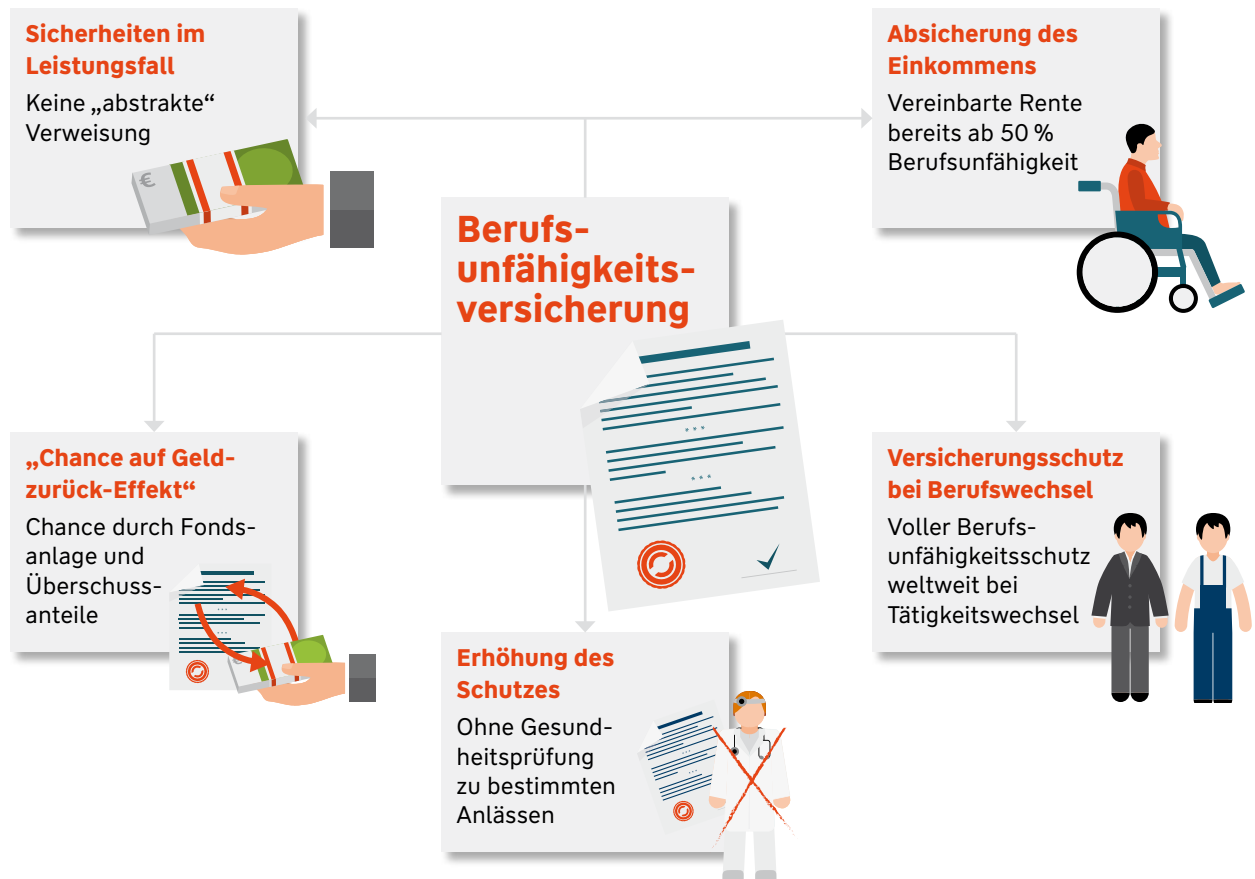 Sicherheiten im
Leistungsfall
Keine „abstrakte“
Verweisung
€
Absicherung des
Einkommens
Vereinbarte Rente
bereits ab 50 %
Berufsunfähigkeit
Berufs-
unfähigkeits-
versicherung
„Chance auf Geld-
zurück-Effekt“
Chance durch Fonds-
anlage und
Überschuss-
anteile
€
Versicherungsschutz
bei Berufswechsel
Voller Berufs-
unfähigkeitsschutz
weltweit bei
Tätigkeitswechsel
Erhöhung des
Schutzes
Ohne Gesund-
heitsprüfung
zu bestimmten
Anlässen